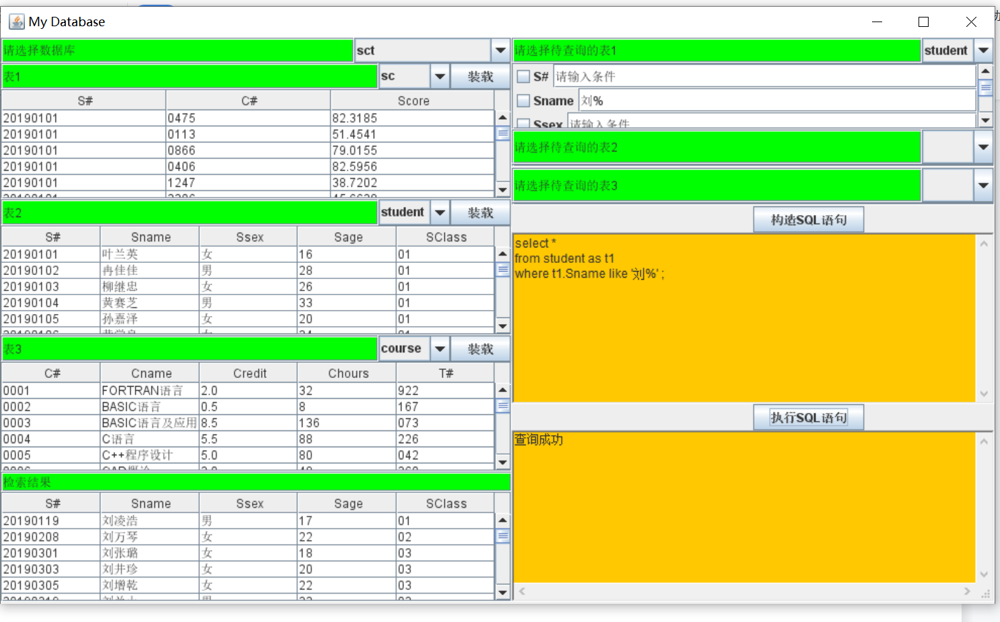 My Database
请选择数据库 sct
表1 sc 装载
S# C# Score
20190101 0475 82.3185
20190101 0113 51.4541
20190101 0866 79.0155
20190101 0406 82.5956
20190101 1247 38.7202
表2 student 装载
S# Sname Ssex Sage SClass
20190101 叶兰英 女 16 01
20190102 冉佳佳 男 28 01
20190103 柳继忠 女 26 01
20190104 黄赛芝 男 33 01
20190105 孙嘉泽 女 20 01
表3 course 装载
C# Cname Credit Chours T#
0001 FORTRAN语言 2.0 32 922
0002 BASIC语言 0.5 8 167
0003 BASIC语言及应用 8.5 136 073
0004 C语言 5.5 88 226
0005 C++程序设计 5.0 80 042
检索结果
S# Sname Ssex Sage SClass
20190119 刘凌浩 男 17 01
20190208 刘万琴 女 22 02
20190301 刘张璐 女 18 03
20190303 刘井珍 女 20 03
20190305 刘增乾 女 22 03
请选择待查询的表1 student
S# 请输入条件
Sname 刘%
Ssex 请输入条件
请选择待查询的表2
请选择待查询的表3
构造SQL语句
select *
from student as t1
where t1.Sname like '刘%' ;
执行SQL语句
查询成功